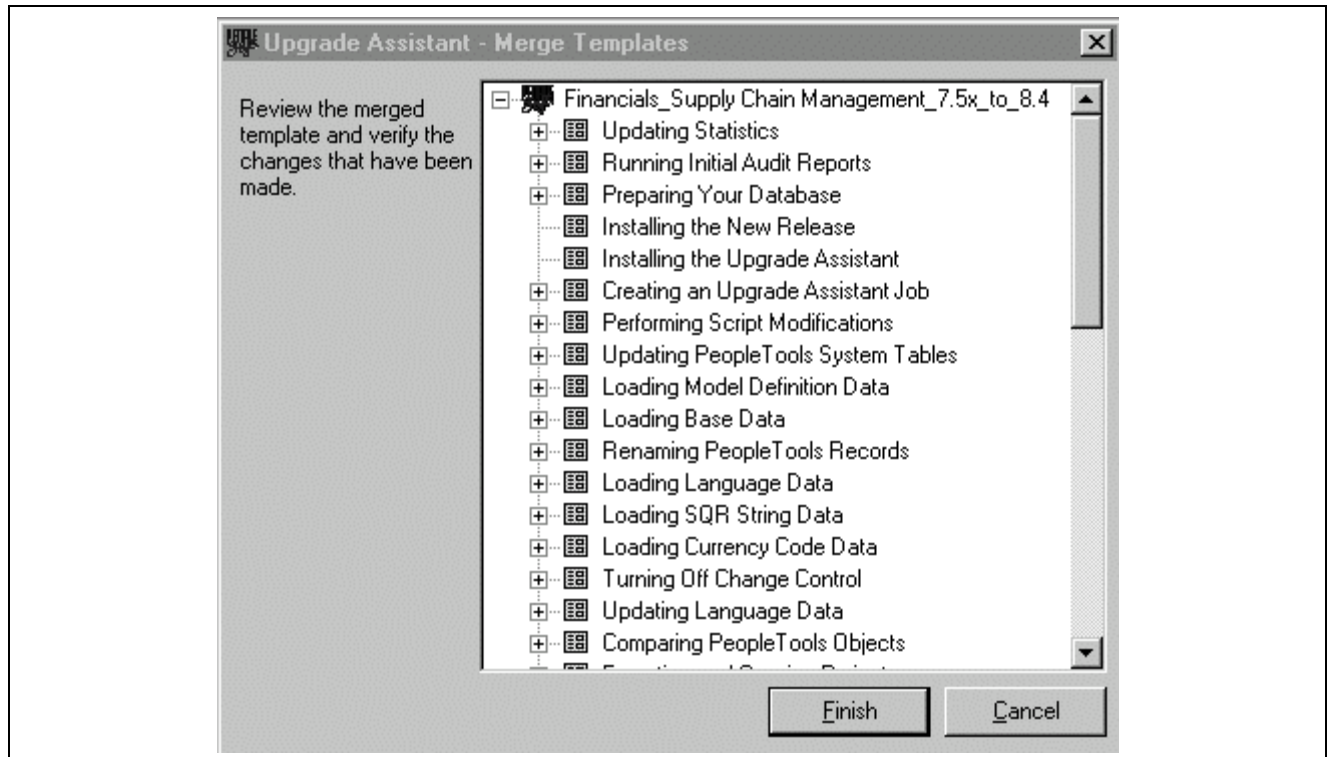 Upgrade Assistant - Merge Templates
Review the merged
template and verify the
changes that have been
made.
Financials_Supply Chain Management_7.5x_to_8.4
Updating Statistics
Running Initial Audit Reports
Preparing Your Database
Installing the New Release
Installing the Upgrade Assistant
Creating an Upgrade Assistant Job
Performing Script Modifications
Updating PeopleTools System Tables
Loading Model Definition Data
Loading Base Data
Renaming PeopleTools Records
Loading Language Data
Loading SQR String Data
Loading Currency Code Data
Turning Off Change Control
Updating Language Data
Comparing PeopleTools Objects
Finish
Cancel